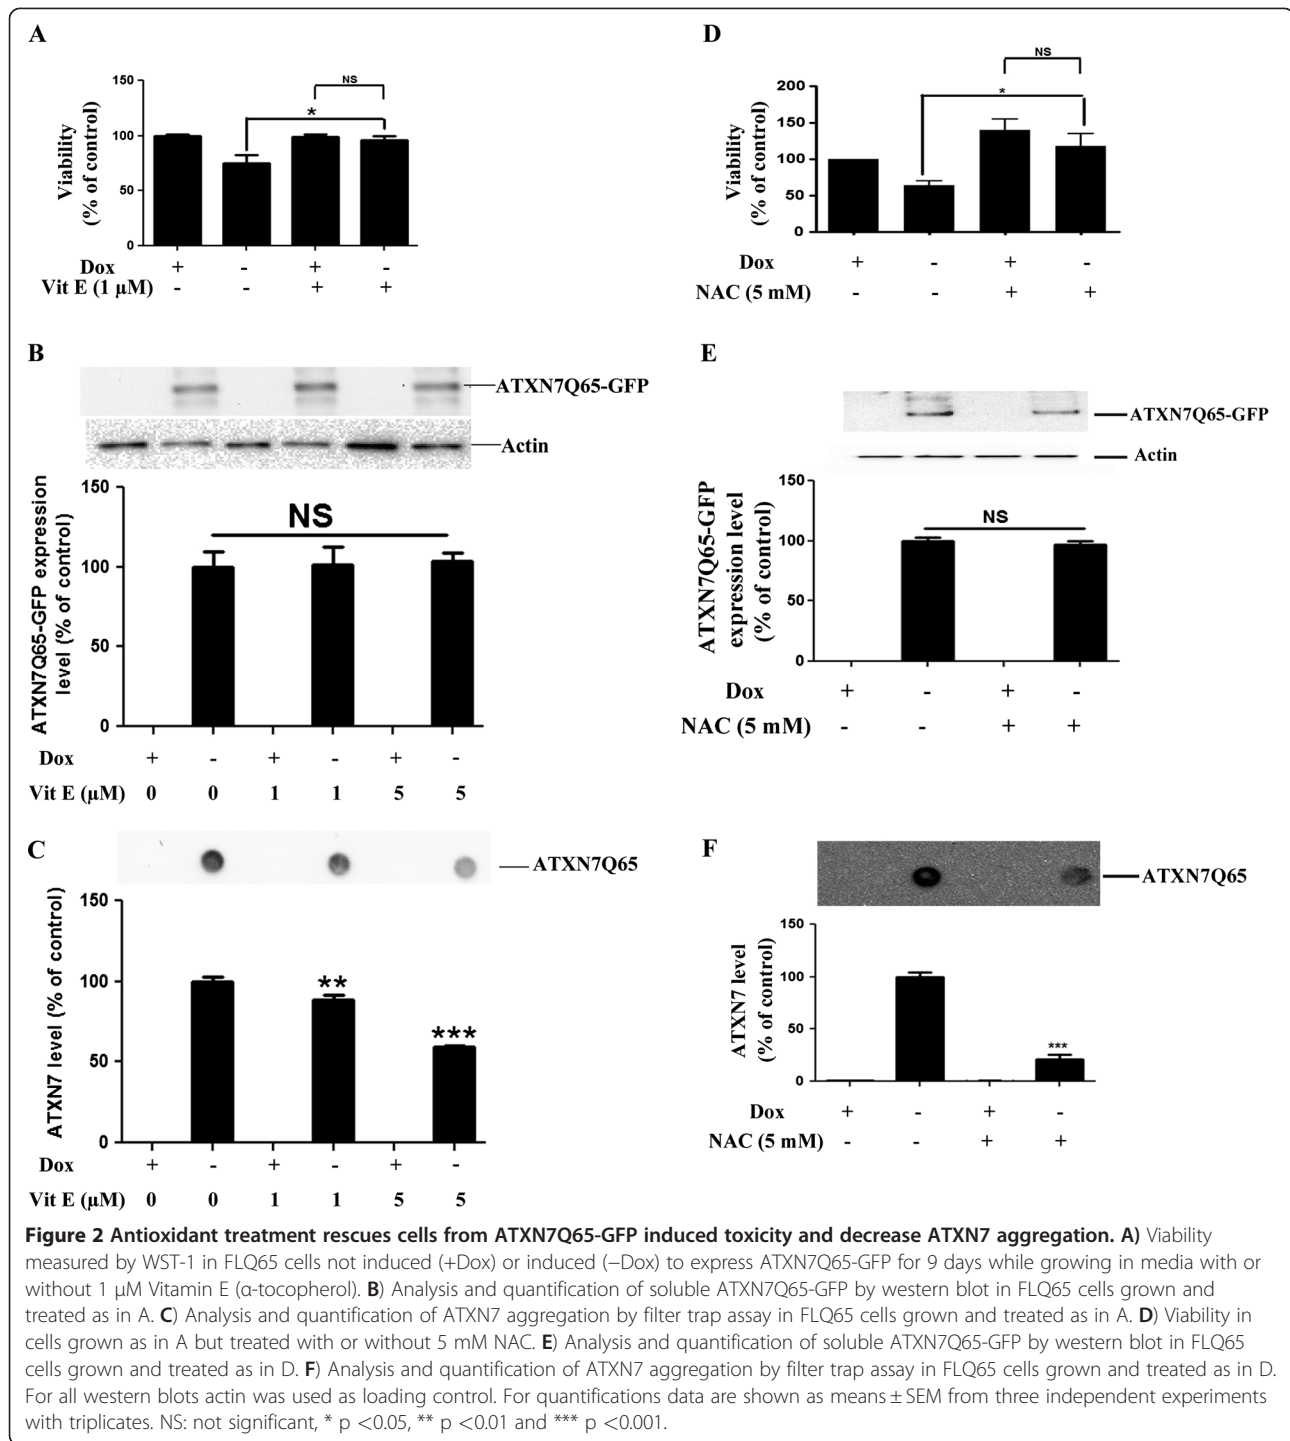 A
Viability
(% of control)
150
100
50
0
*
NS
Dox + - + -
Vit E (1 µM) - - + +
B
ATXN7Q65-GFP
Actin
ATXN7Q65-GFP expression
level (% of control)
150
100
50
0
NS
Dox + - + - + -
Vit E (µM) 0 0 1 1 5 5
C
ATXN7Q65
ATXN7 level (% of control)
150
100
50
0
**
***
Dox + - + - + -
Vit E (µM) 0 0 1 1 5 5
D
Viability
(% of control)
200
150
100
50
0
NS
*
Dox + - + -
NAC (5 mM) - - + +
E
ATXN7Q65-GFP
Actin
ATXN7Q65-GFP
expression level
(% of control)
150
100
50
0
NS
Dox + - + -
NAC (5 mM) - - + +
F
ATXN7Q65
ATXN7 level
(% of control)
150
100
50
0
***
Dox + - + -
NAC (5 mM) - - + +
Figure 2 Antioxidant treatment rescues cells from ATXN7Q65-GFP induced toxicity and decrease ATXN7 aggregation. A) Viability
measured by WST-1 in FLQ65 cells not induced (+Dox) or induced (−Dox) to express ATXN7Q65-GFP for 9 days while growing in media with or
without 1 µM Vitamin E (α-tocopherol). B) Analysis and quantification of soluble ATXN7Q65-GFP by western blot in FLQ65 cells grown and
treated as in A. C) Analysis and quantification of ATXN7 aggregation by filter trap assay in FLQ65 cells grown and treated as in A. D) Viability in
cells grown as in A but treated with or without 5 mM NAC. E) Analysis and quantification of soluble ATXN7Q65-GFP by western blot in FLQ65
cells grown and treated as in D. F) Analysis and quantification of ATXN7 aggregation by filter trap assay in FLQ65 cells grown and treated as in D.
For all western blots actin was used as loading control. For quantifications data are shown as means ± SEM from three independent experiments
with triplicates. NS: not significant, * p <0.05, ** p <0.01 and *** p <0.001.